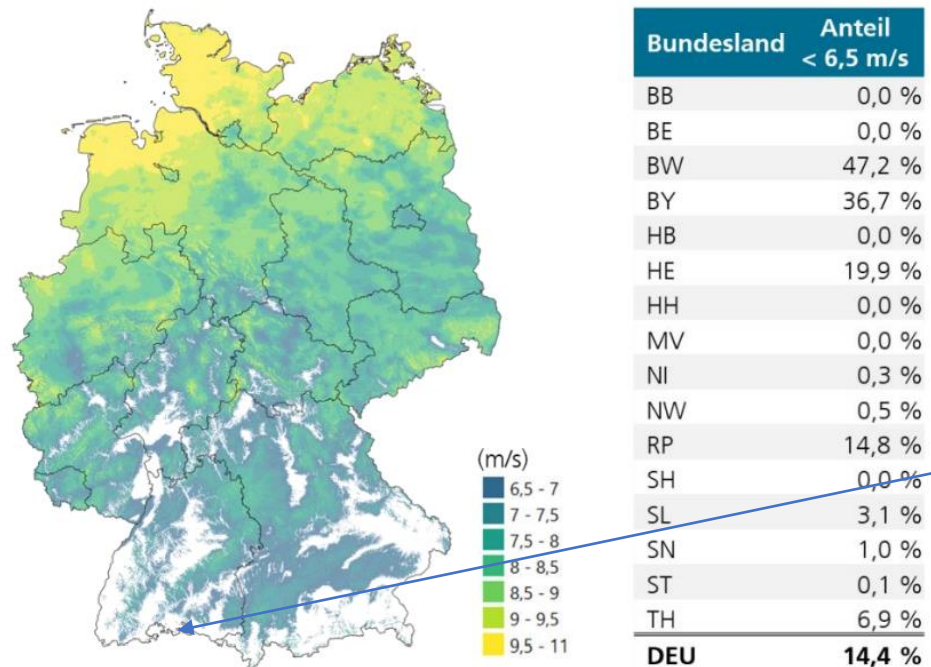 (m/s)
6,5 - 7
7 - 7,5
7,5 - 8
8 - 8,5
8,5 - 9
9 - 9,5
9,5 - 11
Bundesland Anteil < 6,5 m/s
BB 0,0 %
BE 0,0 %
BW 47,2 %
BY 36,7 %
HB 0,0 %
HE 19,9 %
HH 0,0 %
MV 0,0 %
NI 0,3 %
NW 0,5 %
RP 14,8 %
SH 0,0 %
SL 3,1 %
SN 1,0 %
ST 0,1 %
TH 6,9 %
DEU 14,4 %